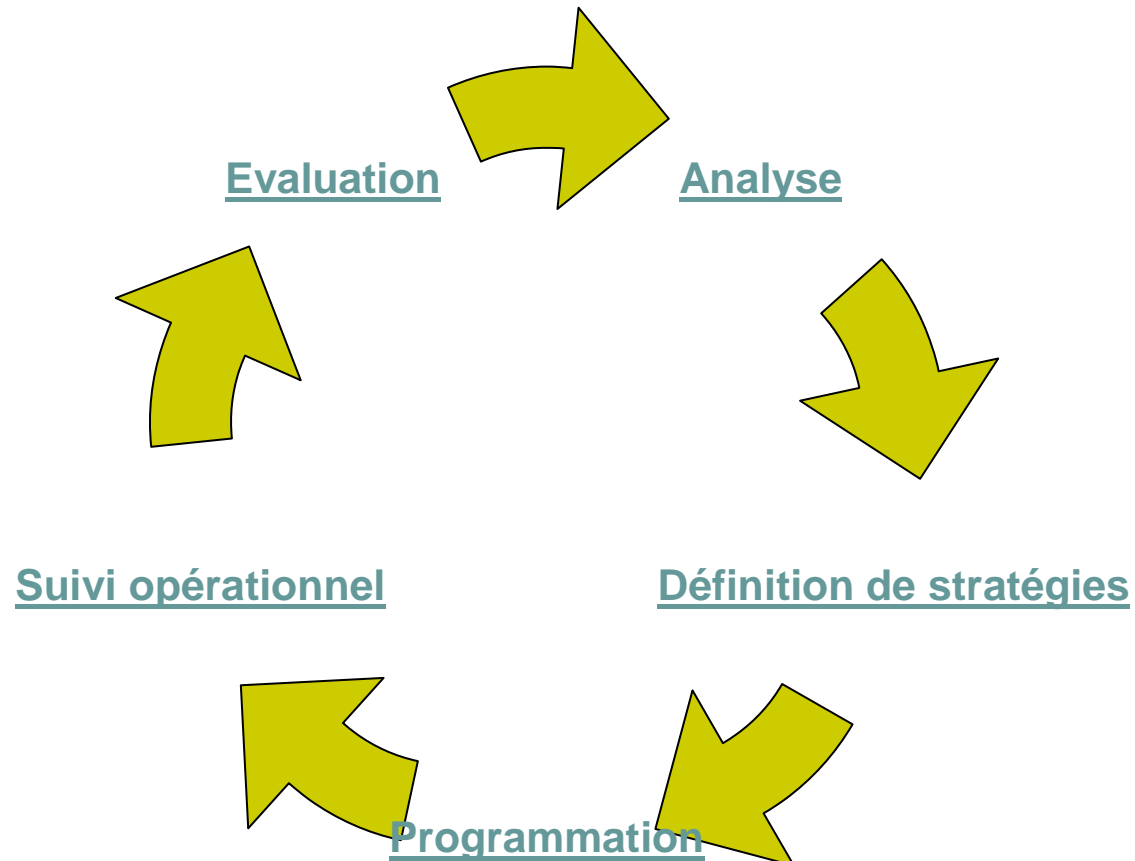 Evaluation
Analyse
Suivi opérationnel
Définition de stratégies
Programmation